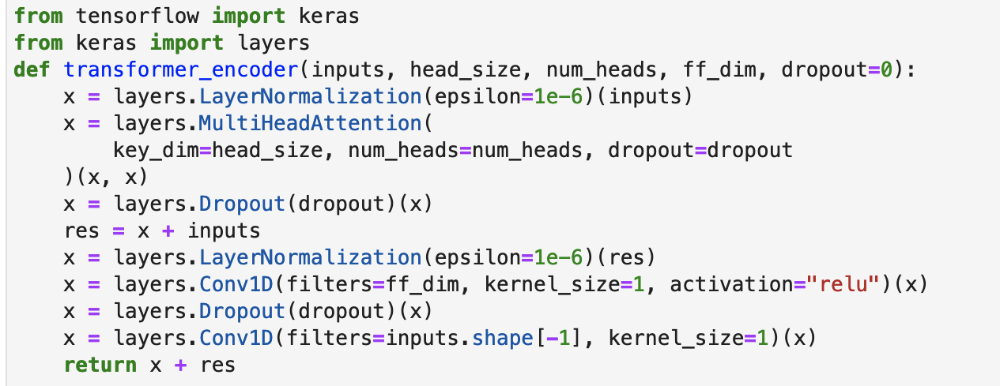 from tensorflow import keras
from keras import layers
def transformer_encoder(inputs, head_size, num_heads, ff_dim, dropout=0):
    x = layers.LayerNormalization(epsilon=1e-6)(inputs)
    x = layers.MultiHeadAttention(
        key_dim=head_size, num_heads=num_heads, dropout=dropout
    )(x, x)
    x = layers.Dropout(dropout)(x)
    res = x + inputs
    x = layers.LayerNormalization(epsilon=1e-6)(res)
    x = layers.Conv1D(filters=ff_dim, kernel_size=1, activation="relu")(x)
    x = layers.Dropout(dropout)(x)
    x = layers.Conv1D(filters=inputs.shape[-1], kernel_size=1)(x)
    return x + res